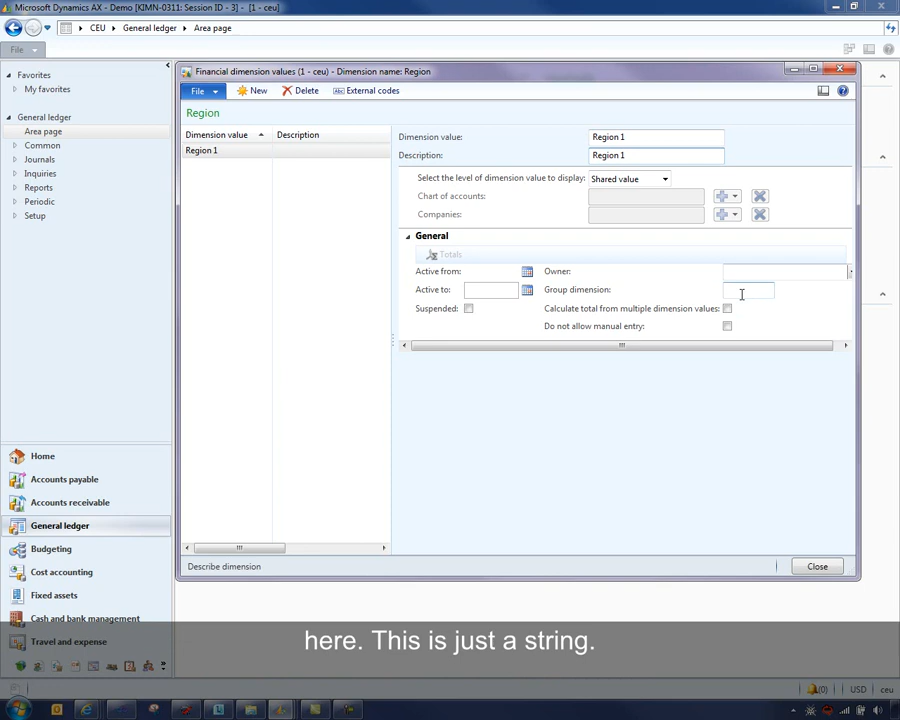 Microsoft Dynamics AX - Demo [KIMN-0311: Session ID - 3] - [1 - ceu]
CEU
General ledger
Area page
File
Favorites
My favorites
General ledger
Area page
Common
Journals
Inquiries
Reports
Periodic
Setup
Home
Accounts payable
Accounts receivable
General ledger
Budgeting
Cost accounting
Fixed assets
Cash and bank management
Travel and expense
Financial dimension values (1 - ceu) - Dimension name: Region
File
New
Delete
External codes
Region
Dimension value
Description
Region 1
Dimension value:
Region 1
Description:
Region 1
Select the level of dimension value to display:
Shared value
Chart of accounts:
Companies:
General
Totals
Active from:
Owner:
Active to:
Group dimension:
Suspended:
Calculate total from multiple dimension values:
Do not allow manual entry:
Describe dimension
Close
here. This is just a string.
(0)
USD
ceu